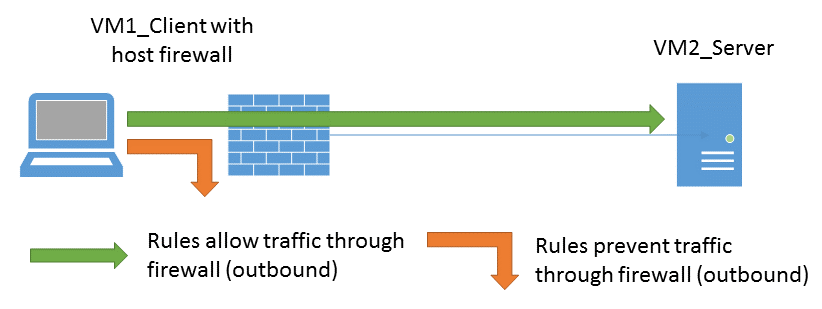 VM1_Client with
host firewall
VM2_Server
Rules allow traffic through
firewall (outbound)
Rules prevent traffic
through firewall (outbound)